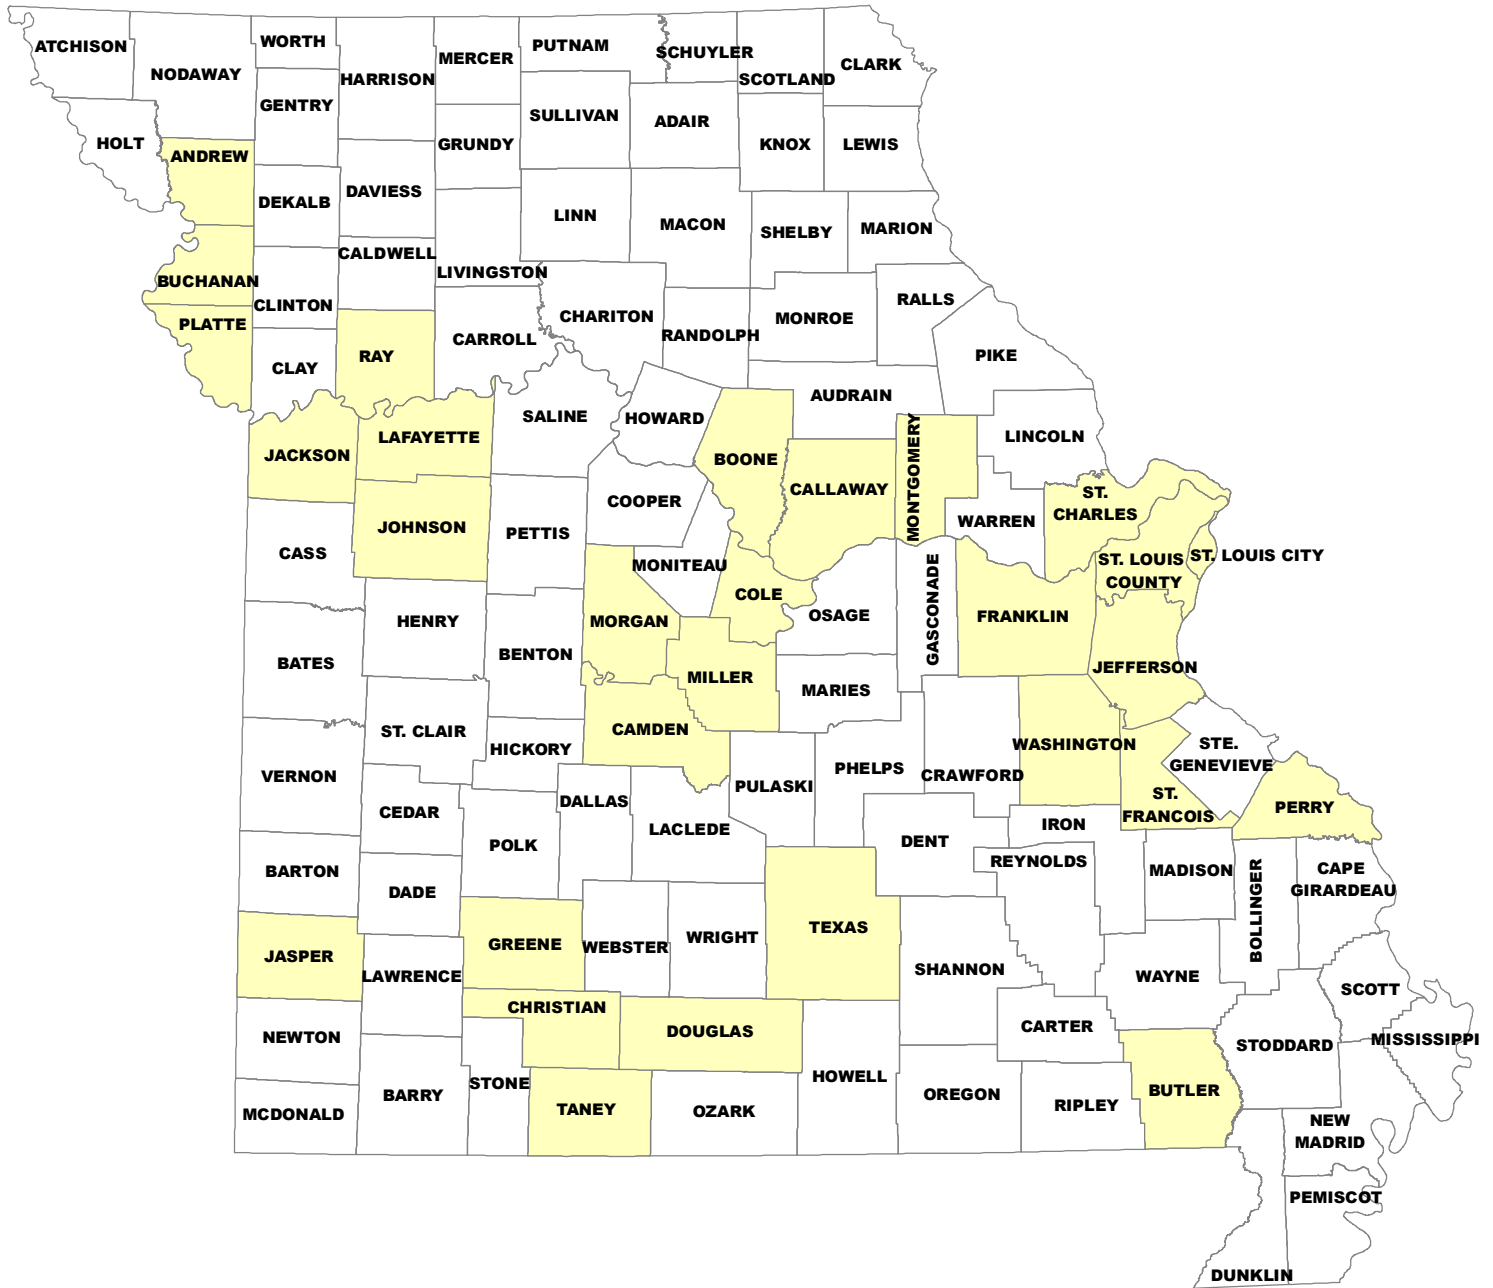 ATCHISON
NODAWAY
WORTH
HARRISON
MERCER
PUTNAM
SCHUYLER
SCOTLAND
CLARK
GENTRY
SULLIVAN
ADAIR
HOLT
ANDREW
GRUNDY
KNOX
LEWIS
DEKALB
DAVIESS
LINN
MACON
SHELBY
MARION
CALDWELL
LIVINGSTON
BUCHANAN
CLINTON
RALLS
PLATTE
CHARITON
MONROE
RANDOLPH
CARROLL
RAY
PIKE
CLAY
AUDRAIN
SALINE
HOWARD
LAFAYETTE
LINCOLN
JACKSON
BOONE
CALLAWAY
MONTGOMERY
ST.
CHARLES
COOPER
WARREN
JOHNSON
PETTIS
CASS
MONITEAU
ST. LOUIS
COUNTY
ST. LOUIS CITY
COLE
OSAGE
GASCONADE
FRANKLIN
HENRY
MORGAN
BENTON
BATES
MILLER
JEFFERSON
MARIES
ST. CLAIR
CAMDEN
HICKORY
WASHINGTON
STE.
GENEVIEVE
VERNON
PHELPS
CRAWFORD
PULASKI
DALLAS
ST.
FRANCOIS
PERRY
CEDAR
LACLEDE
IRON
POLK
DENT
REYNOLDS
BARTON
MADISON
CAPE
GIRARDEAU
DADE
BOLLINGER
TEXAS
WRIGHT
GREENE
WEBSTER
JASPER
LAWRENCE
SHANNON
WAYNE
SCOTT
CHRISTIAN
CARTER
DOUGLAS
NEWTON
MISSISSIPPI
STODDARD
HOWELL
STONE
BARRY
OREGON
BUTLER
RIPLEY
TANEY
OZARK
MCDONALD
NEW
MADRID
PEMISCOT
DUNKLIN